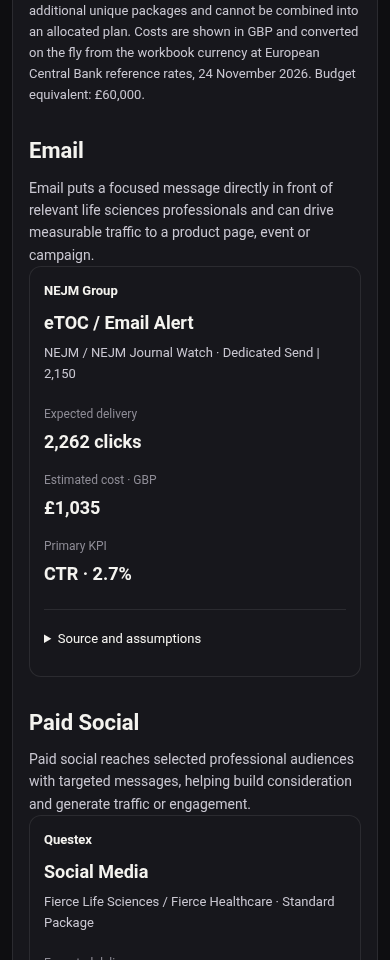 additional unique packages and cannot be combined into
an allocated plan. Costs are shown in GBP and converted
on the fly from the workbook currency at European
Central Bank reference rates, 24 November 2026. Budget
equivalent: £60,000.
Email
Email puts a focused message directly in front of
relevant life sciences professionals and can drive
measurable traffic to a product page, event or
campaign.
NEJM Group
eTOC / Email Alert
NEJM / NEJM Journal Watch · Dedicated Send |
2,150
Expected delivery
2,262 clicks
Estimated cost · GBP
£1,035
Primary KPI
CTR · 2.7%
Source and assumptions
Paid Social
Paid social reaches selected professional audiences
with targeted messages, helping build consideration
and generate traffic or engagement.
Questex
Social Media
Fierce Life Sciences / Fierce Healthcare · Standard
Package